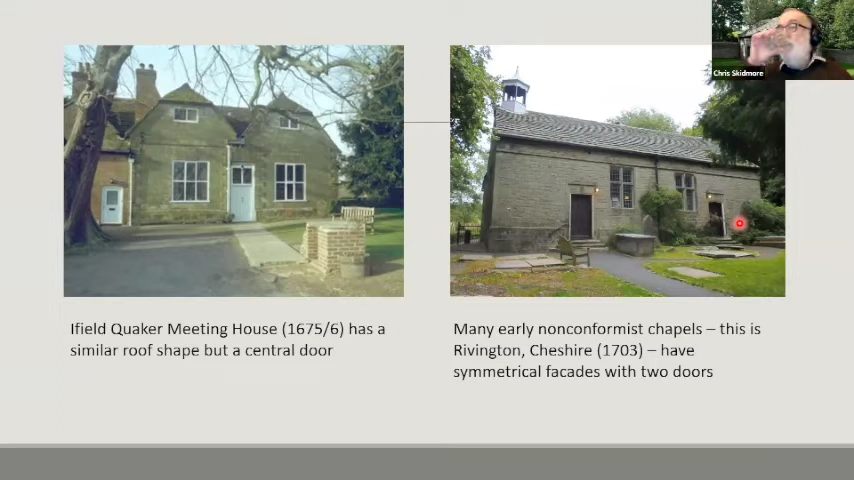 Chris Skidmore
Ifield Quaker Meeting House (1675/6) has a
similar roof shape but a central door
Many early nonconformist chapels – this is
Rivington, Cheshire (1703) – have
symmetrical facades with two doors